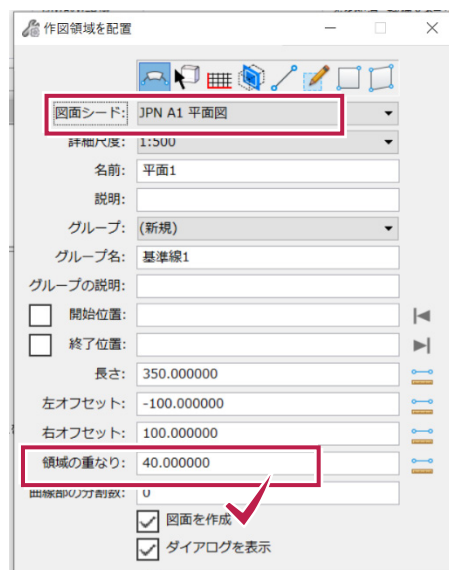 作図領域を配置
図面シード: JPN A1 平面図
詳細尺度: 1:500
名前: 平面1
説明:
グループ: (新規)
グループ名: 基準線1
グループの説明:
開始位置:
終了位置:
長さ: 350.000000
左オフセット: -100.000000
右オフセット: 100.000000
領域の重なり: 40.000000
曲線部の分割数: 0
図面を作成
ダイアログを表示